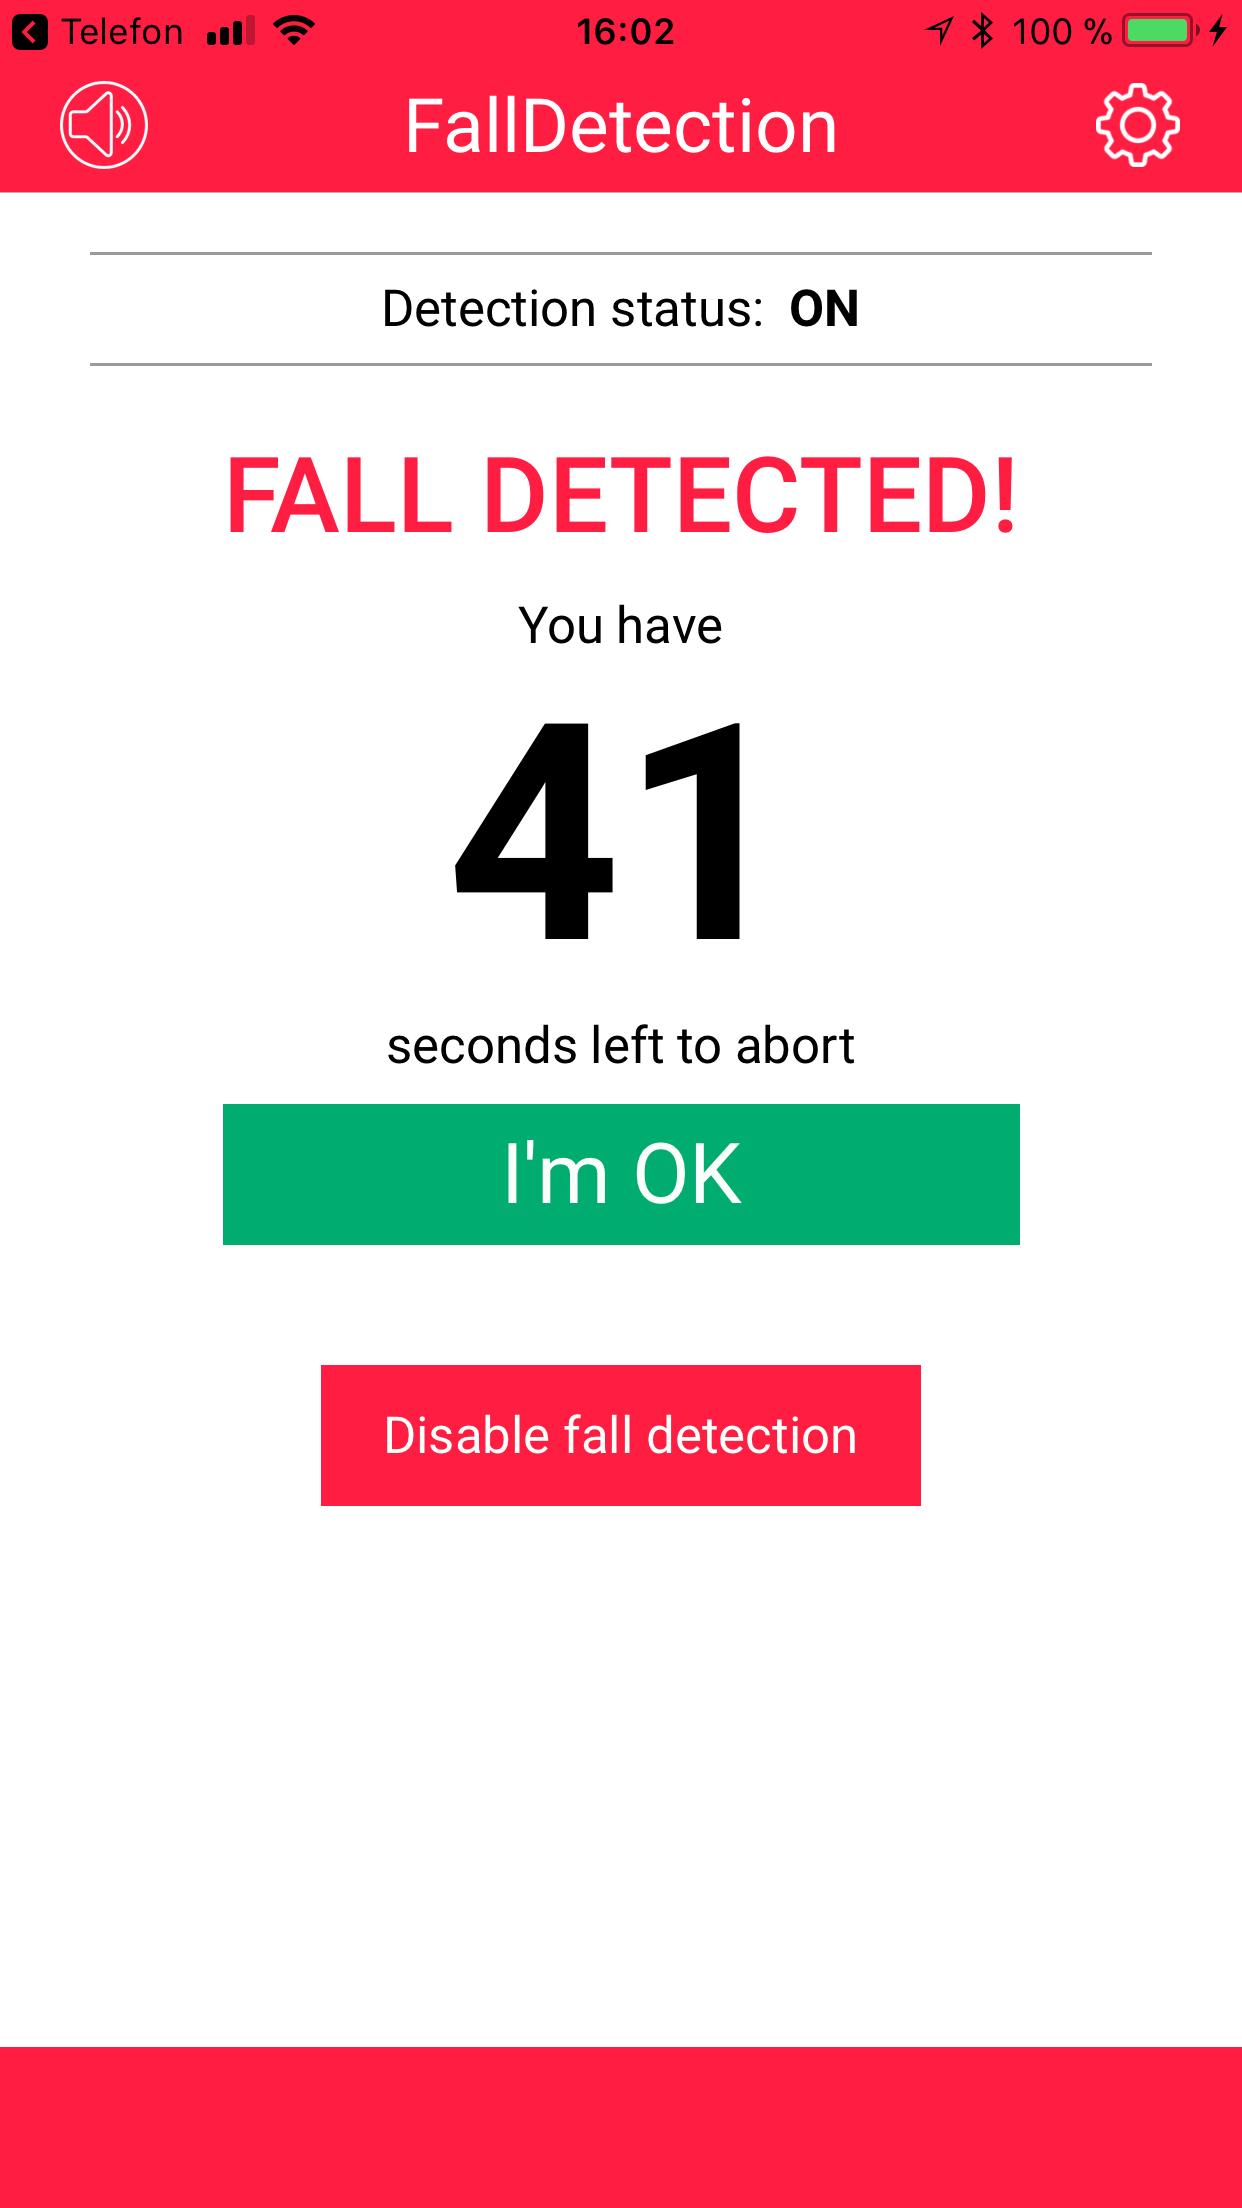 Telefon 16:02 100 %
FallDetection
Detection status: ON
FALL DETECTED!
You have
41
seconds left to abort
I'm OK
Disable fall detection